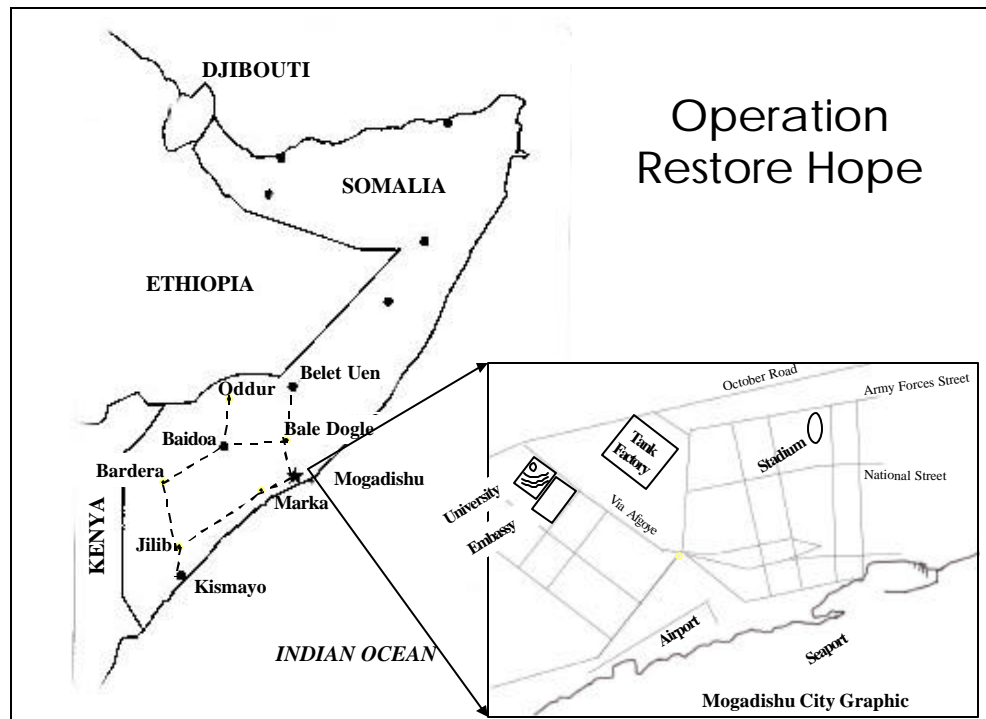 Operation
Restore Hope
DJIBOUTI
SOMALIA
ETHIOPIA
Belet Uen
Oddur
Bale Dogle
Baidoa
Bardera
Mogadishu
Marka
KENYA
Jilib
Kismayo
INDIAN OCEAN
October Road
Army Forces Street
Tank
Factory
Stadium
National Street
University
Via Afgoye
Embassy
Airport
Seaport
Mogadishu City Graphic